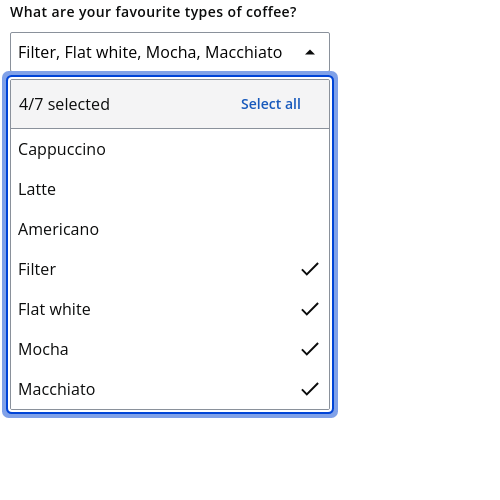 What are your favourite types of coffee?
Filter, Flat white, Mocha, Macchiato
4/7 selected Select all
Cappuccino
Latte
Americano
Filter
Flat white
Mocha
Macchiato